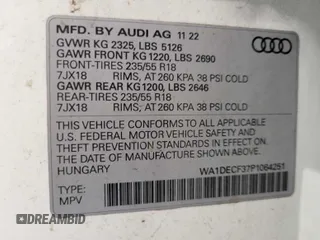 MFD. BY AUDI AG 11 22
GVWR KG 2325, LBS 5126
GAWR FRONT KG 1220, LBS 2690
FRONT-TIRES 235/55 R18
7JX18 RIMS, AT 260 KPA 38 PSI COLD
GAWR REAR KG1200, LBS 2646
REAR-TIRES 235/55 R18
7JX18 RIMS, AT 260 KPA 38 PSI COLD
THIS VEHICLE CONFORMS TO ALL APPLICABLE
U.S. FEDERAL MOTOR VEHICLE SAFETY AND
THEFT PREVENTION STANDARDS IN EFFECT
ON THE DATE OF MANUFACTURE SHOWN ABOVE.
HUNGARY WA1DECF37P1064251
TYPE:
MPV
DREAMBID